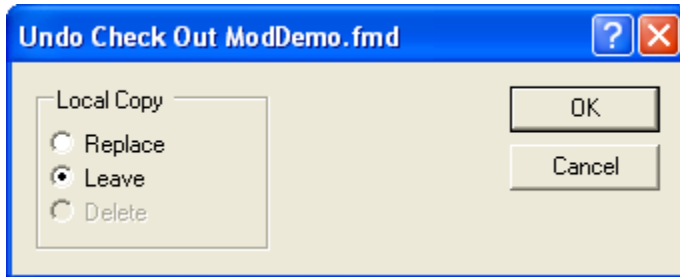 Undo Check Out ModDemo.fmd
?
Local Copy
Replace
Leave
Delete
OK
Cancel